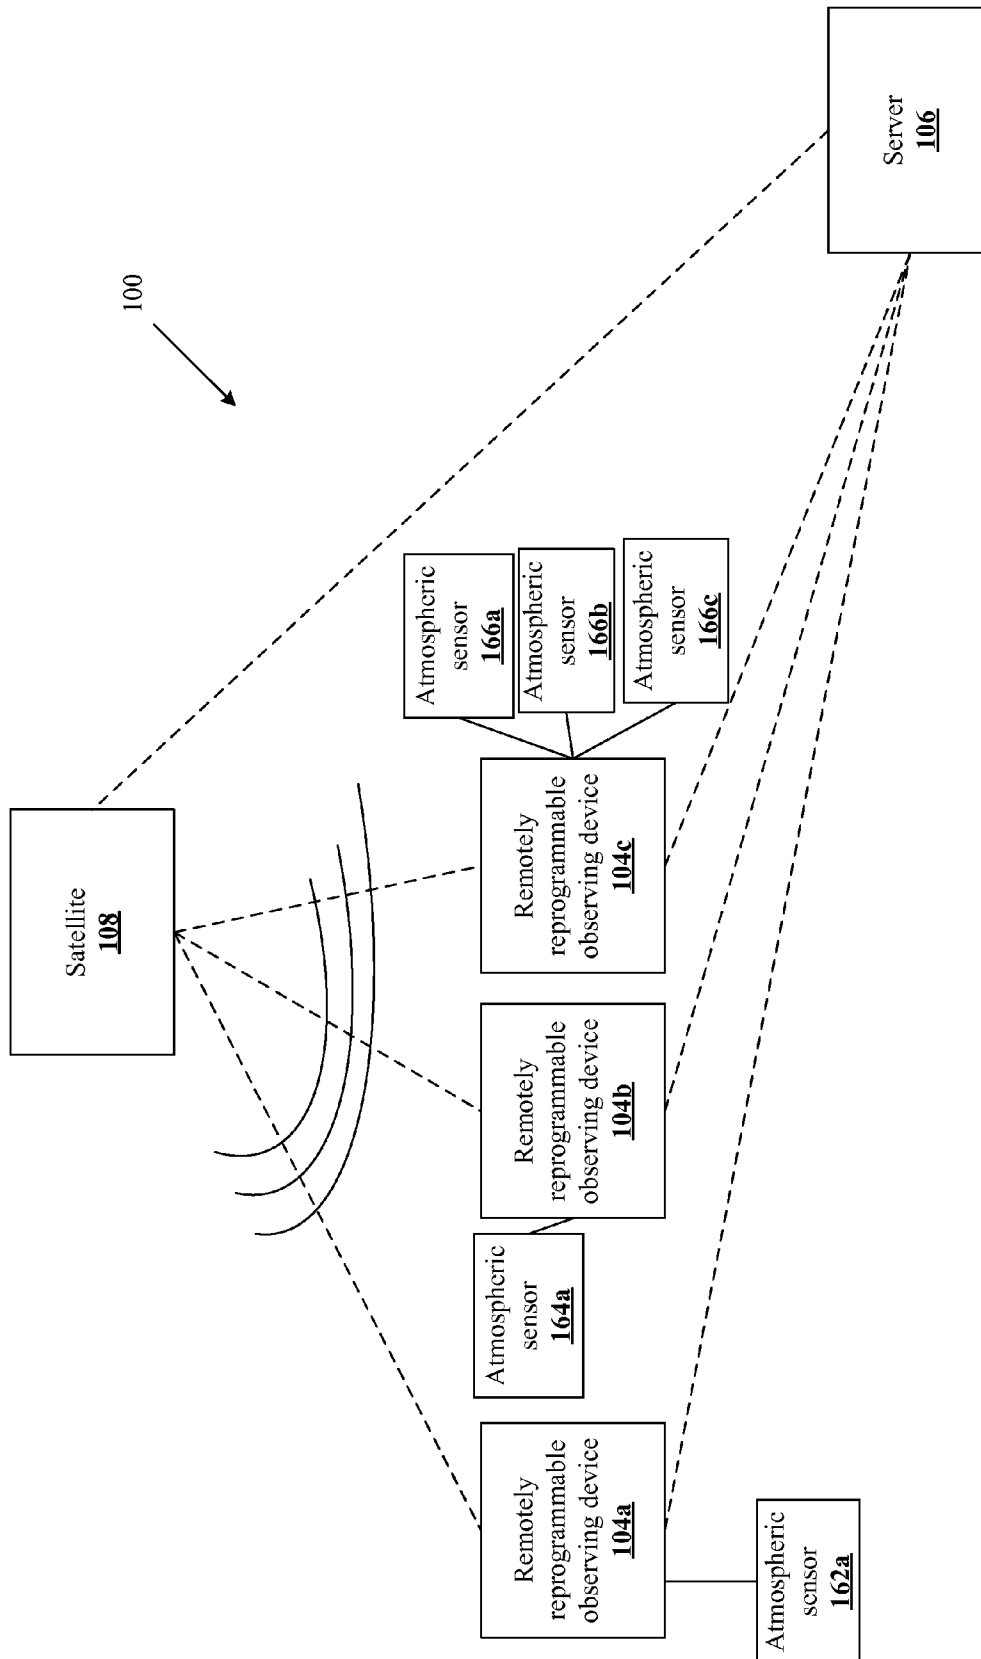 100
Satellite
108
Remotely
reprogrammable
observing device
104a
Atmospheric
sensor
162a
Atmospheric
sensor
164a
Remotely
reprogrammable
observing device
104b
Remotely
reprogrammable
observing device
104c
Atmospheric
sensor
166a
Atmospheric
sensor
166b
Atmospheric
sensor
166c
Server
106